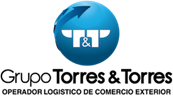 T&T
Grupo Torres & Torres
OPERADOR LOGISTICO DE COMERCIO EXTERIOR